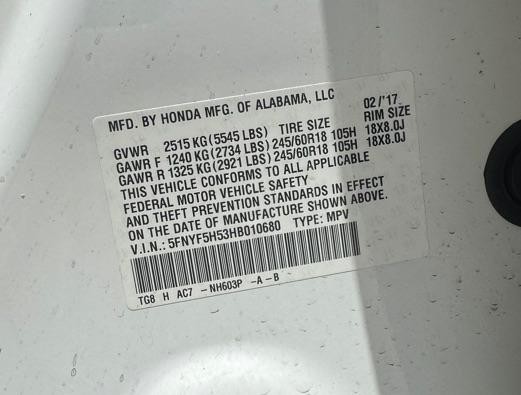 MFD. BY HONDA MFG. OF ALABAMA, LLC 02/'17
GVWR 2515 KG (5545 LBS) TIRE SIZE RIM SIZE
GAWR F 1240 KG (2734 LBS) 245/60R18 105H 18X8.0J
GAWR R 1325 KG (2921 LBS) 245/60R18 105H 18X8.0J
THIS VEHICLE CONFORMS TO ALL APPLICABLE
FEDERAL MOTOR VEHICLE SAFETY
AND THEFT PREVENTION STANDARDS IN EFFECT
ON THE DATE OF MANUFACTURE SHOWN ABOVE.
V.I.N.: 5FNYF5H53HB010680 TYPE: MPV
TG8 H AC7 -NH603P -A-B